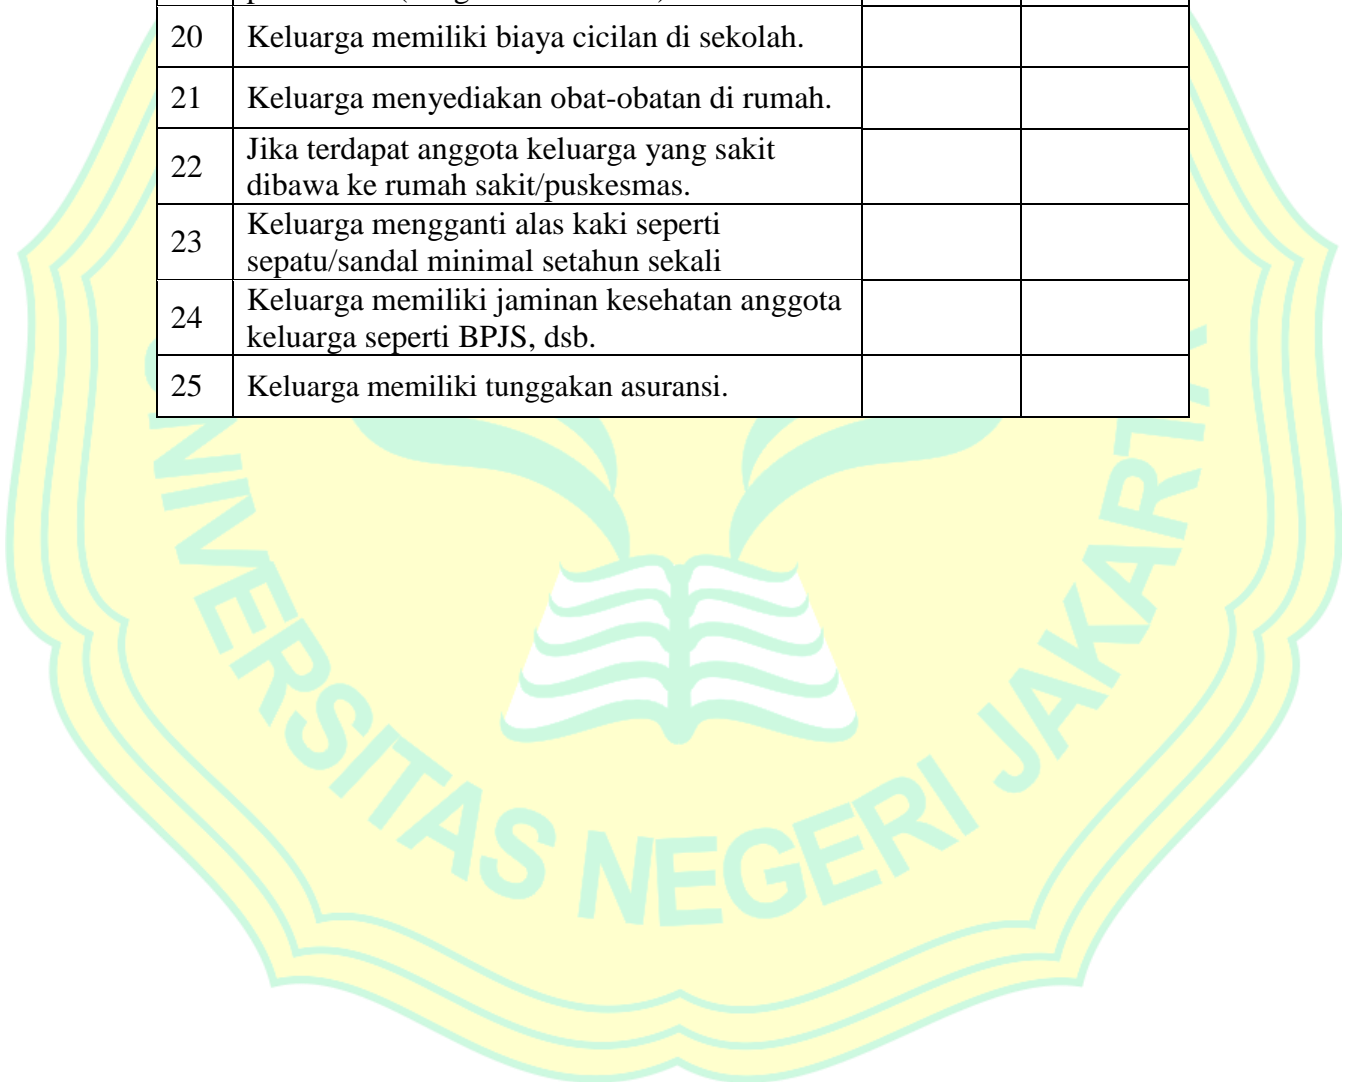 20 Keluarga memiliki biaya cicilan di sekolah.
21 Keluarga menyediakan obat-obatan di rumah.
22 Jika terdapat anggota keluarga yang sakit
dibawa ke rumah sakit/puskesmas.
23 Keluarga mengganti alas kaki seperti
sepatu/sandal minimal setahun sekali
24 Keluarga memiliki jaminan kesehatan anggota
keluarga seperti BPJS, dsb.
25 Keluarga memiliki tunggakan asuransi.
UNIVERSITAS NEGERI JAKARTA